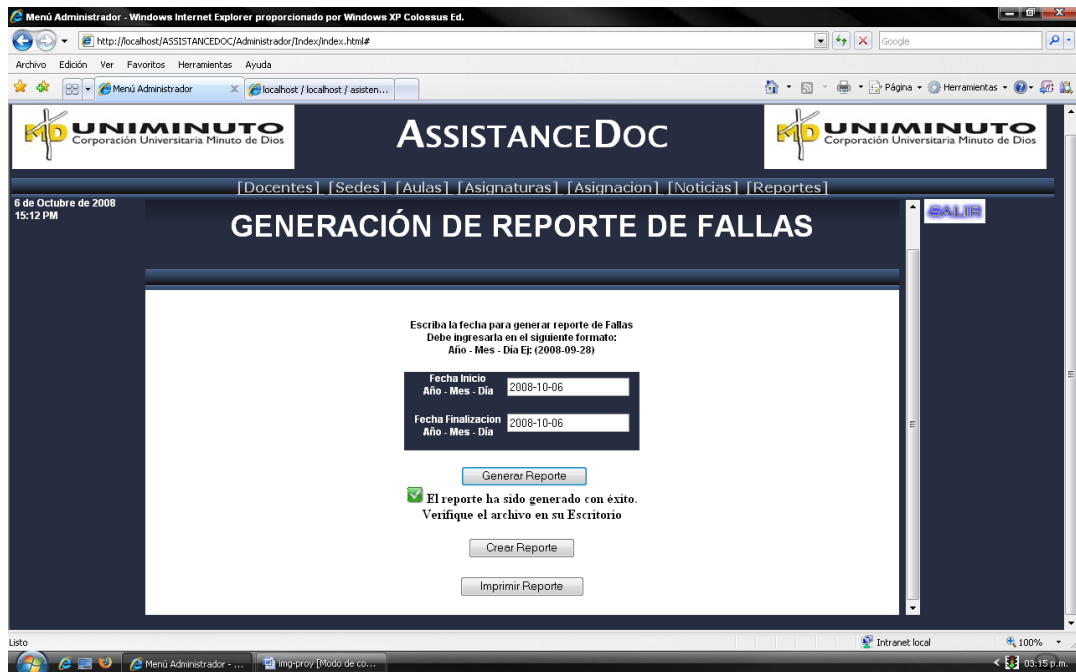 Menú Administrador - Windows Internet Explorer proporcionado por Windows XP Colossus Ed.
http://localhost/ASSISTANCEDOC/Administrador/Index/index.html#
Google
Archivo Edición Ver Favoritos Herramientas Ayuda
Menú Administrador
localhost / localhost / asisten...
Página
Herramientas
UNIMINUTO
Corporación Universitaria Minuto de Dios
ASSISTANCEDOC
UNIMINUTO
Corporación Universitaria Minuto de Dios
[Docentes] [Sedes] [Aulas] [Asignaturas] [Asignacion] [Noticias] [Reportes]
6 de Octubre de 2008
15:12 PM
SALIR
GENERACIÓN DE REPORTE DE FALLAS
Escriba la fecha para generar reporte de Fallas
Debe ingresarla en el siguiente formato:
Año - Mes - Día Ej: (2008-09-28)
Fecha Inicio
Año - Mes - Día
2008-10-06
Fecha Finalizacion
Año - Mes - Día
2008-10-06
Generar Reporte
El reporte ha sido generado con éxito.
Verifique el archivo en su Escritorio
Crear Reporte
Imprimir Reporte
Listo
Intranet local
100%
Menú Administrador - ...
img-proy [Modo de co...
03:15 p.m.